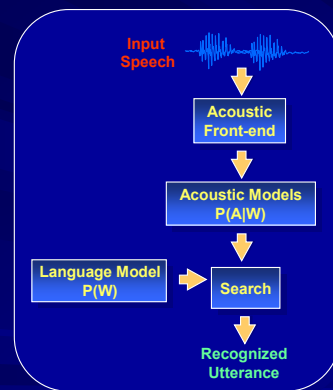 Input
Speech
Acoustic
Front-end
Acoustic Models
P(A|W)
Language Model
P(W)
Search
Recognized
Utterance